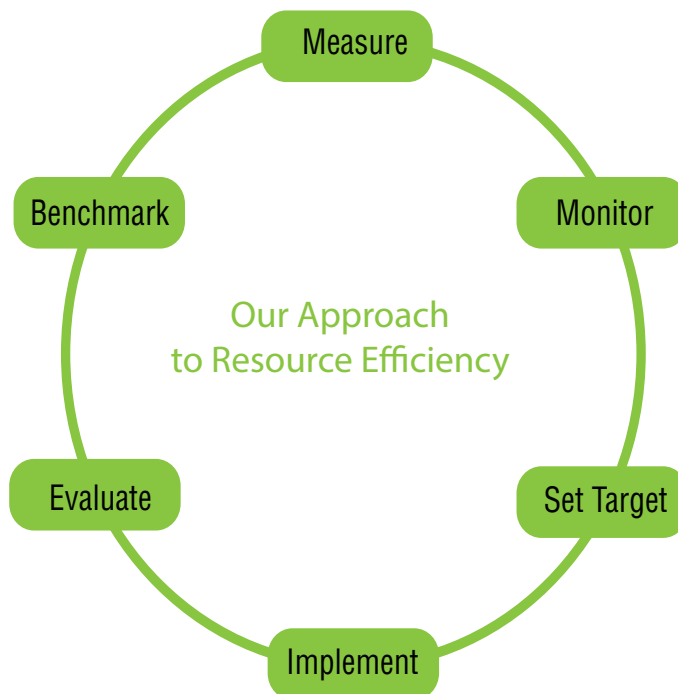 Measure
Monitor
Set Target
Implement
Evaluate
Benchmark
Our Approach
to Resource Efficiency